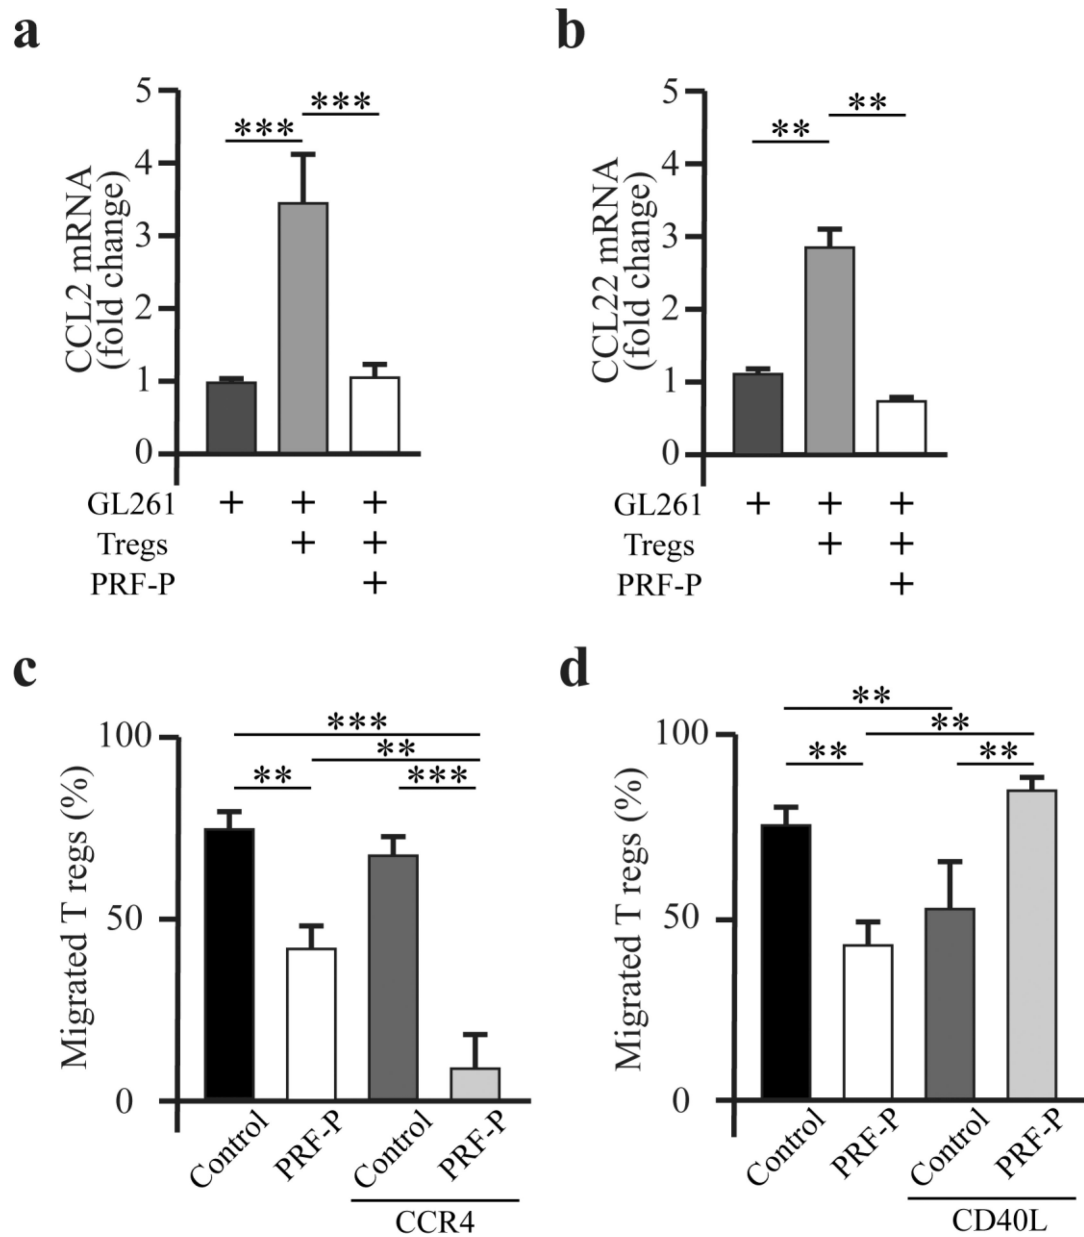 a
b
5
4
3
2
1
0
CCL2 mRNA
(fold change)
***
***
GL261 + + +
Tregs + +
PRF-P +
5
4
3
2
1
0
CCL22 mRNA
(fold change)
**
**
GL261 + + +
Tregs + +
PRF-P +
c
d
100
50
0
Migrated T regs (%)
***
**
** ***
Control PRF-P Control PRF-P
CCR4
100
50
0
Migrated T regs (%)
**
**
** **
Control PRF-P Control PRF-P
CD40L